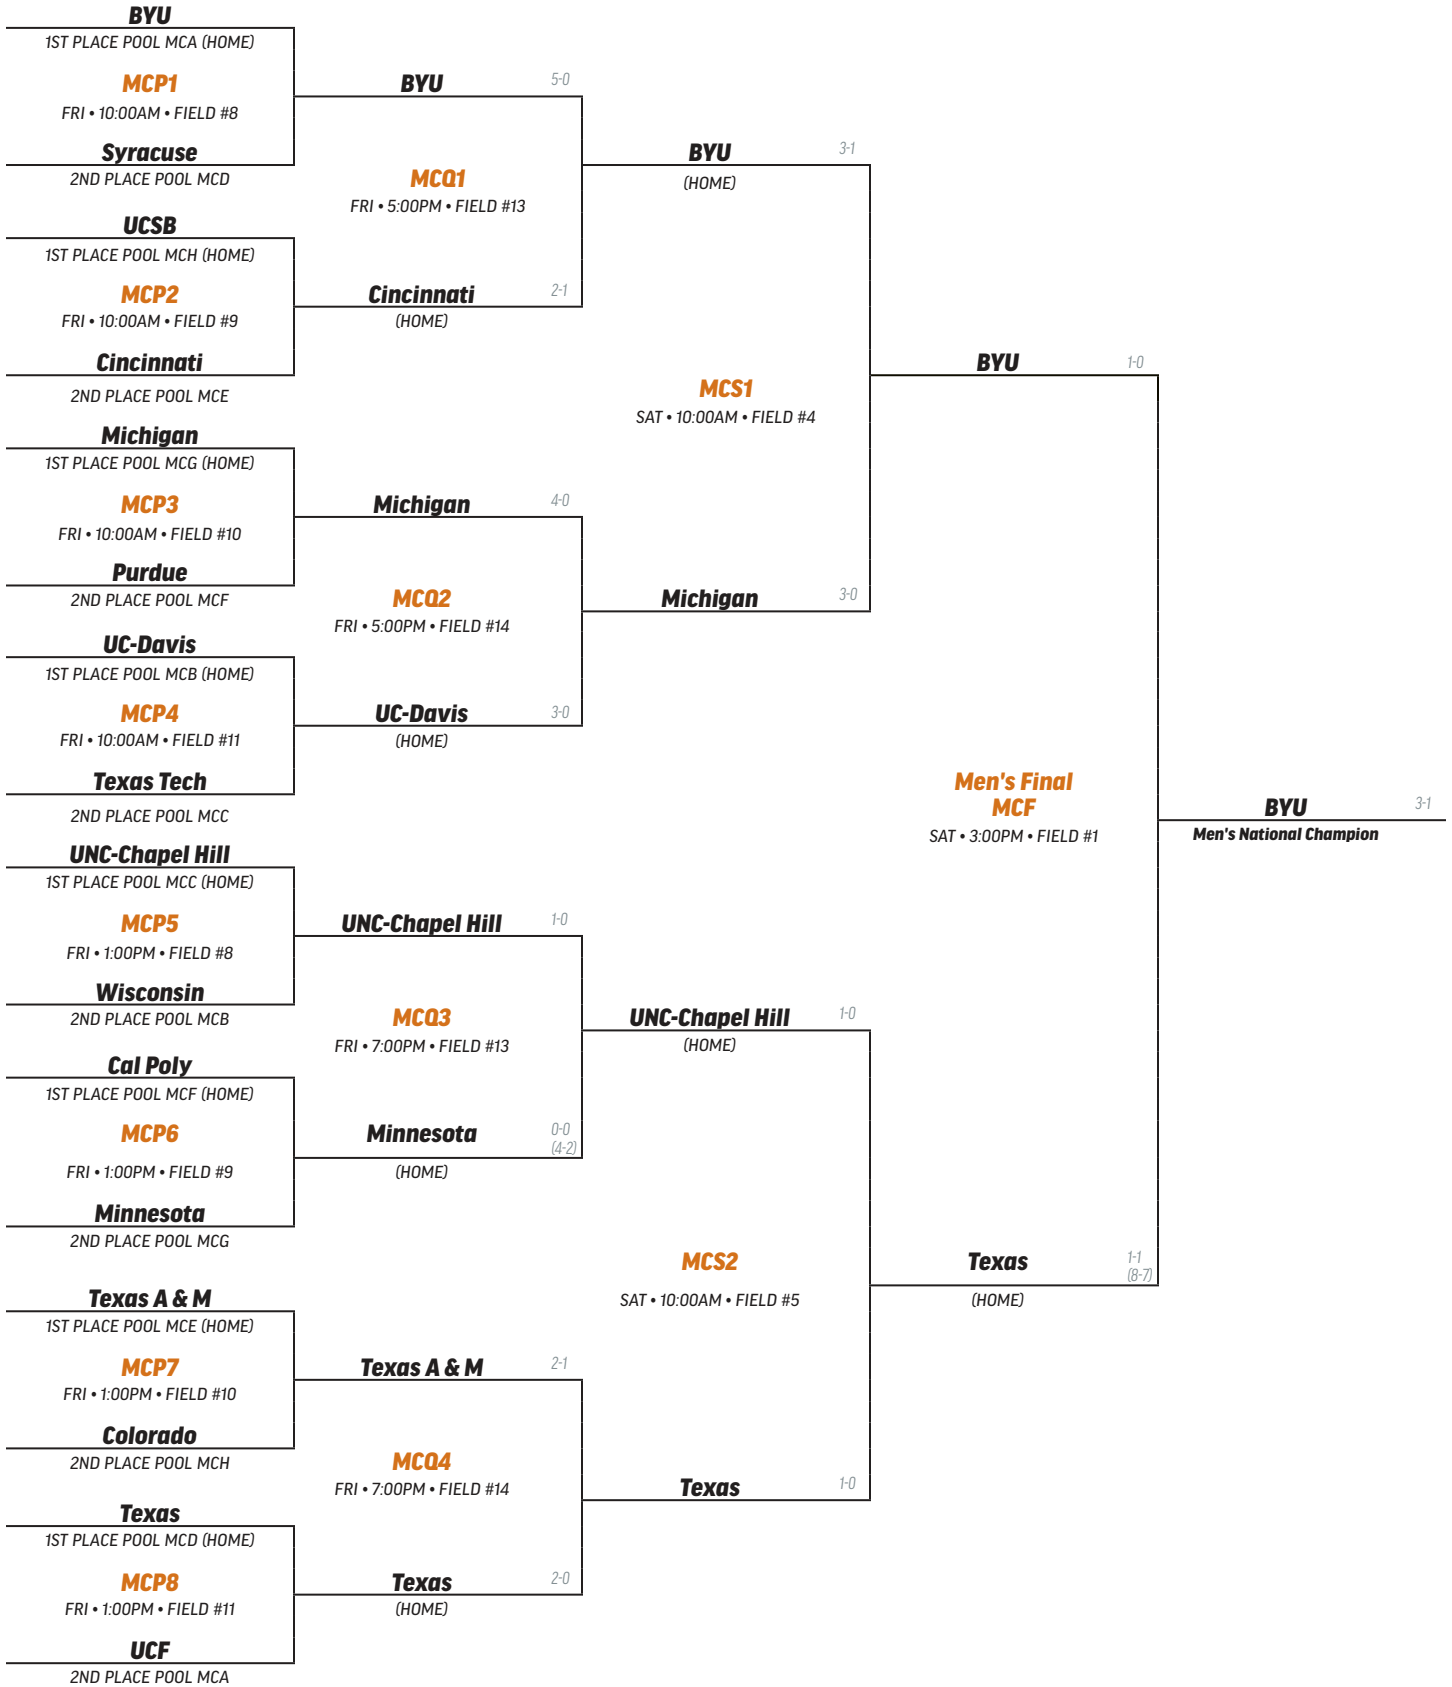 BYU
1ST PLACE POOL MCA (HOME)
MCP1
FRI • 10:00AM • FIELD #8
Syracuse
2ND PLACE POOL MCD
UCSB
1ST PLACE POOL MCH (HOME)
MCP2
FRI • 10:00AM • FIELD #9
Cincinnati
2ND PLACE POOL MCE
Michigan
1ST PLACE POOL MCG (HOME)
MCP3
FRI • 10:00AM • FIELD #10
Purdue
2ND PLACE POOL MCF
UC-Davis
1ST PLACE POOL MCB (HOME)
MCP4
FRI • 10:00AM • FIELD #11
Texas Tech
2ND PLACE POOL MCC
UNC-Chapel Hill
1ST PLACE POOL MCC (HOME)
MCP5
FRI • 1:00PM • FIELD #8
Wisconsin
2ND PLACE POOL MCB
Cal Poly
1ST PLACE POOL MCF (HOME)
MCP6
FRI • 1:00PM • FIELD #9
Minnesota
2ND PLACE POOL MCG
Texas A & M
1ST PLACE POOL MCE (HOME)
MCP7
FRI • 1:00PM • FIELD #10
Colorado
2ND PLACE POOL MCH
Texas
1ST PLACE POOL MCD (HOME)
MCP8
FRI • 1:00PM • FIELD #11
UCF
2ND PLACE POOL MCA
BYU 5-0
MCQ1
FRI • 5:00PM • FIELD #13
Cincinnati 2-1
(HOME)
Michigan 4-0
MCQ2
FRI • 5:00PM • FIELD #14
UC-Davis 3-0
(HOME)
UNC-Chapel Hill 1-0
MCQ3
FRI • 7:00PM • FIELD #13
Minnesota 0-0
(4-2)
(HOME)
Texas A & M 2-1
MCQ4
FRI • 7:00PM • FIELD #14
Texas 2-0
(HOME)
BYU 3-1
(HOME)
MCS1
SAT • 10:00AM • FIELD #4
Michigan 3-0
UNC-Chapel Hill 1-0
(HOME)
MCS2
SAT • 10:00AM • FIELD #5
Texas 1-0
BYU 1-0
Men's Final
MCF
SAT • 3:00PM • FIELD #1
Texas 1-1
(8-7)
(HOME)
BYU 3-1
Men's National Champion